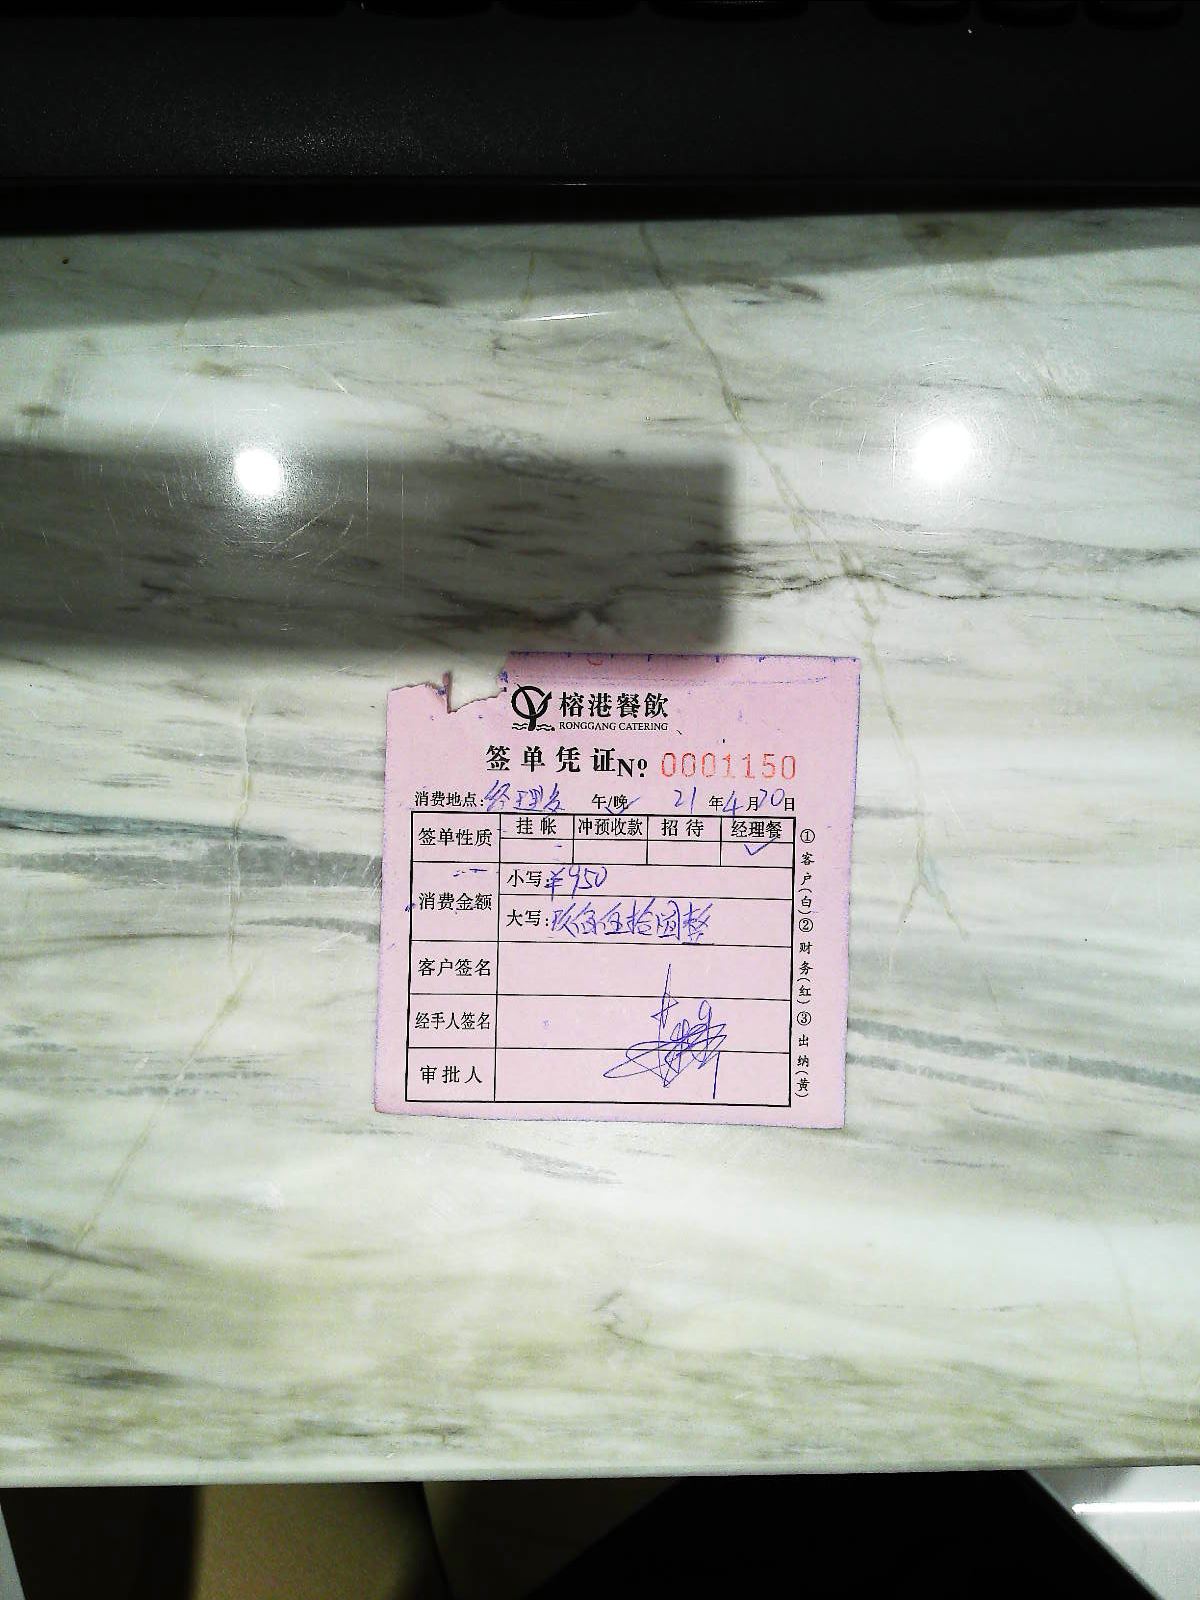 榕港餐飲
RONGGANG CATERING
签单凭证 Nº 0001150
消费地点: 经理 午/晚 21年4月20日
签单性质 挂帐 冲预收款 招待 经理餐
✓
消费金额 小写: ¥950
大写: 玖佰伍拾圆整
客户签名
经手人签名
审批人
①客户(白)②财务(红)③出纳(黄)